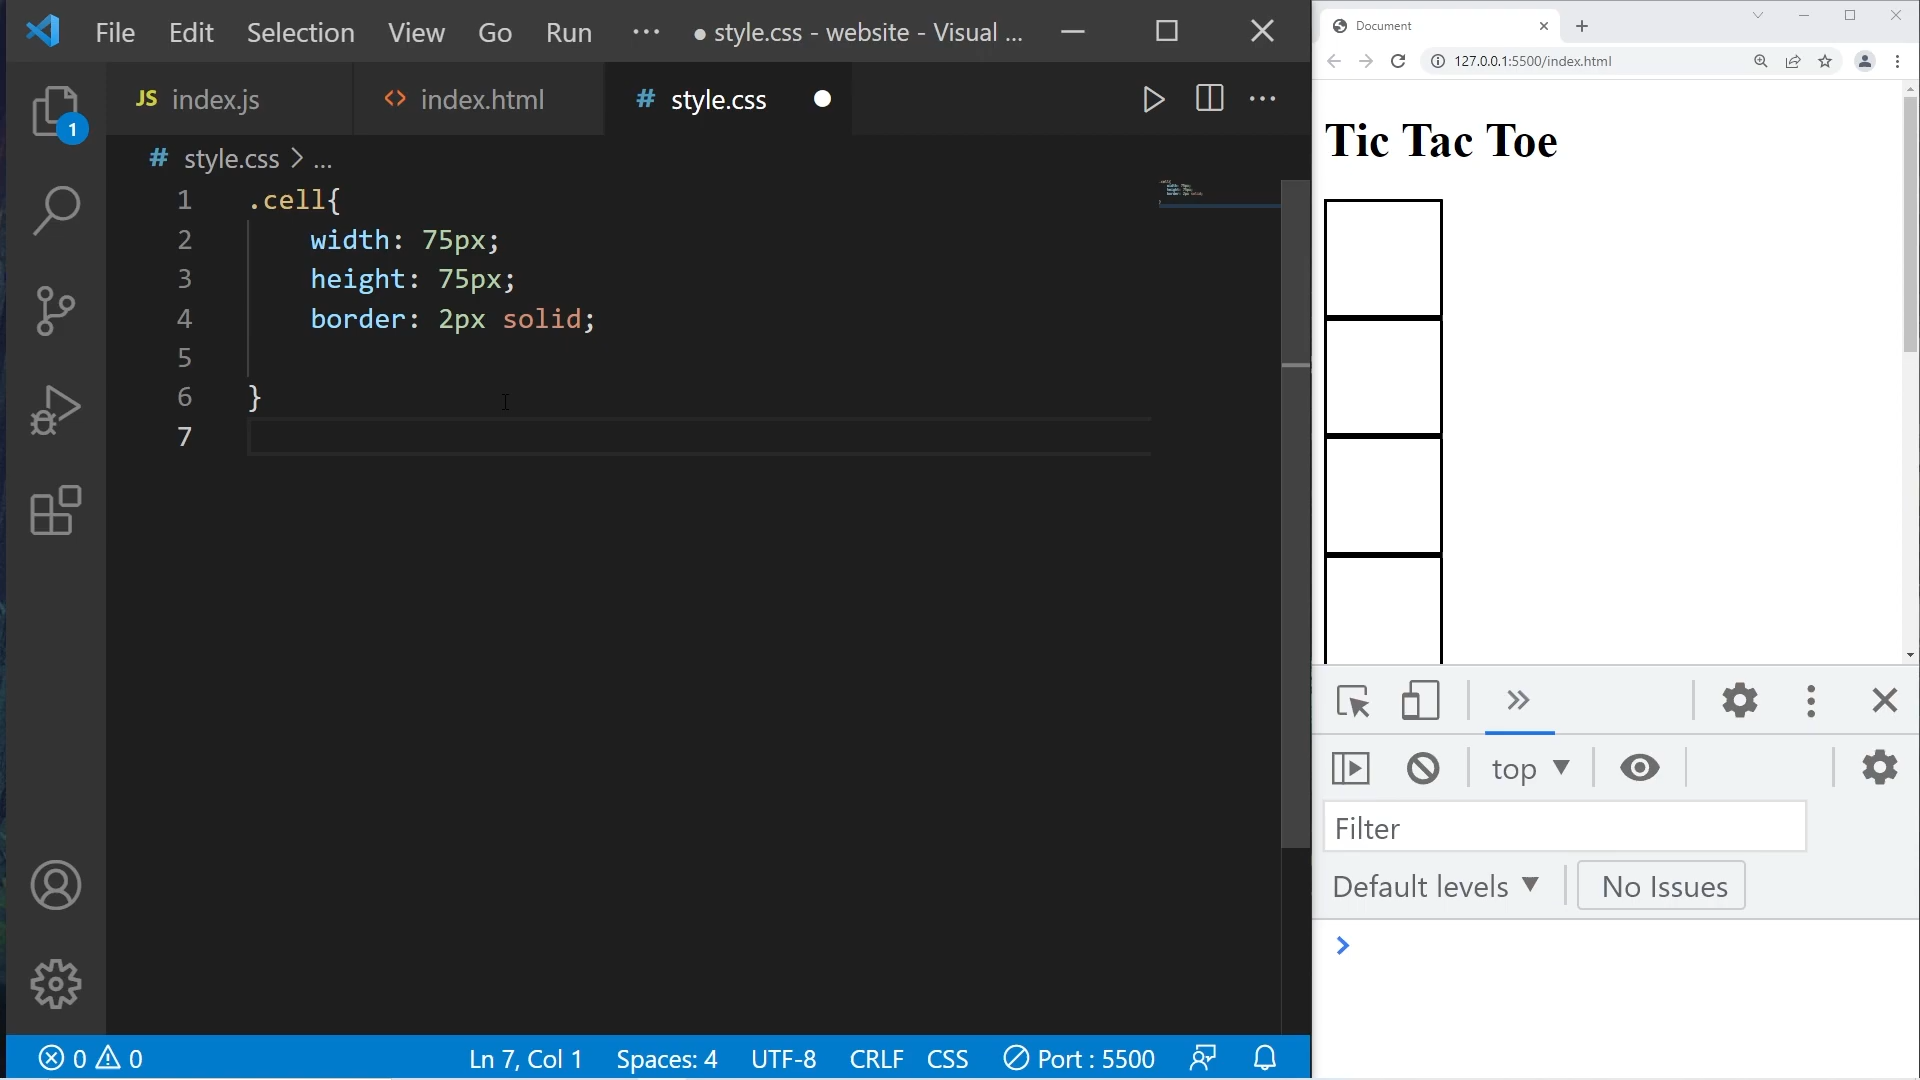 File Edit Selection View Go Run ··· ● style.css - website - Visual ...
1
JS index.js <> index.html # style.css
# style.css > ...
1 .cell{
2 width: 75px;
3 height: 75px;
4 border: 2px solid;
5
6 }
7
0 0 Ln 7, Col 1 Spaces: 4 UTF-8 CRLF CSS Port : 5500
Document
127.0.0.1:5500/index.html
Tic Tac Toe
top
Filter
Default levels No Issues